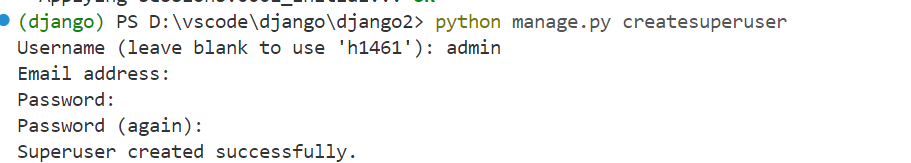 (django) PS D:\vscode\django\django2> python manage.py createsuperuser
Username (leave blank to use 'h1461'): admin
Email address:
Password:
Password (again):
Superuser created successfully.